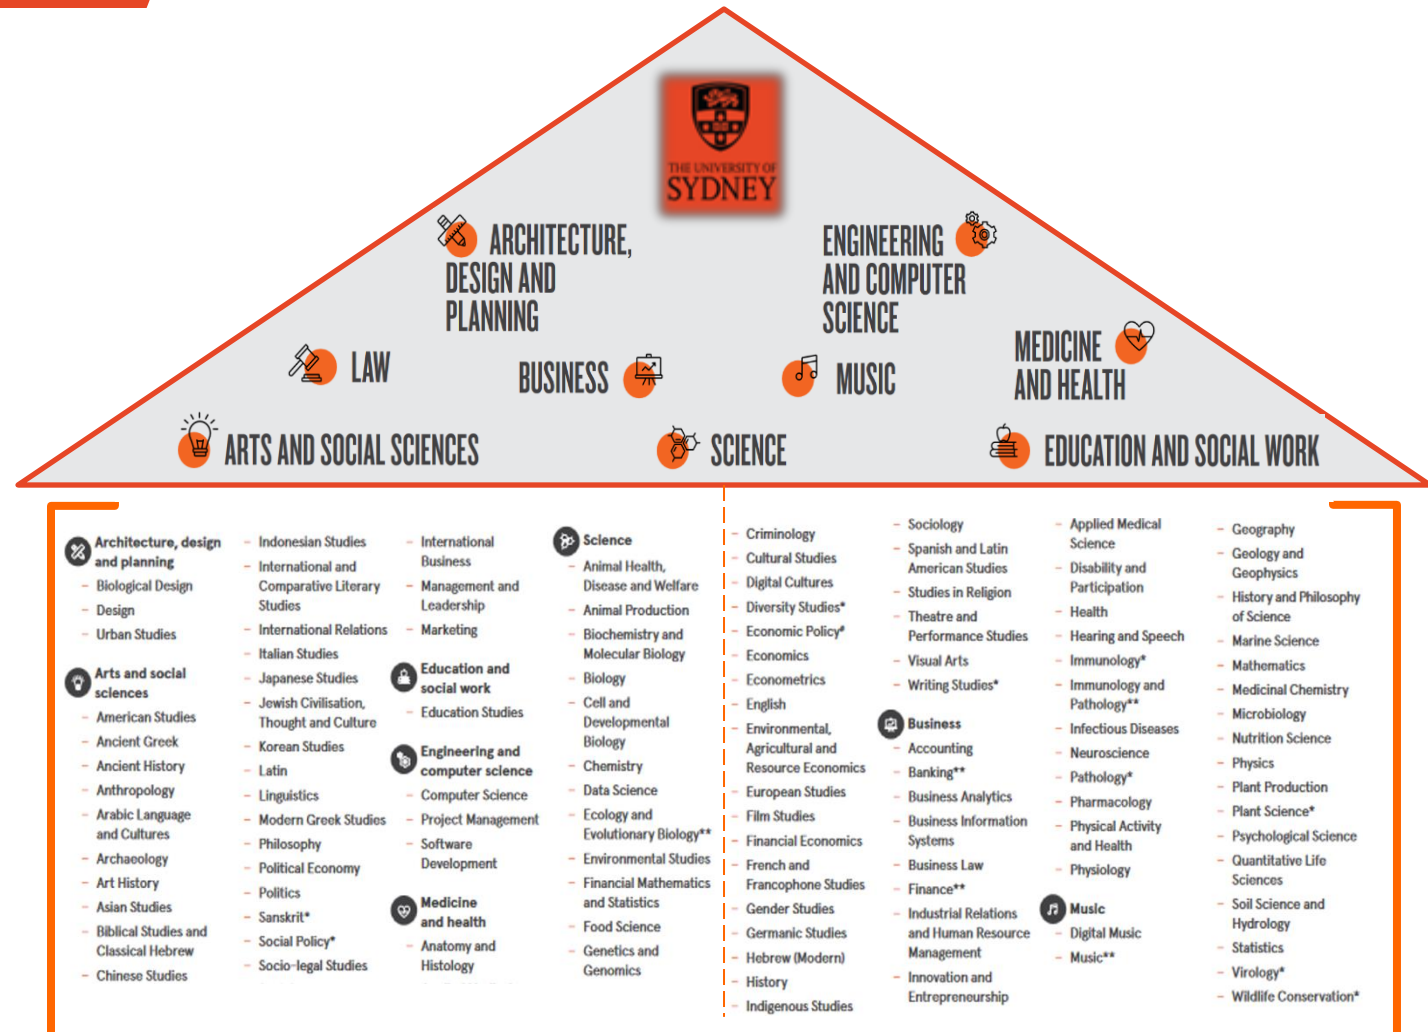 THE UNIVERSITY OF
SYDNEY
ARCHITECTURE,
DESIGN AND
PLANNING
ENGINEERING
AND COMPUTER
SCIENCE
LAW
BUSINESS
MUSIC
MEDICINE
AND HEALTH
ARTS AND SOCIAL SCIENCES
SCIENCE
EDUCATION AND SOCIAL WORK
Architecture, design
and planning
– Biological Design
– Design
– Urban Studies
Arts and social
sciences
– American Studies
– Ancient Greek
– Ancient History
– Anthropology
– Arabic Language
and Cultures
– Archaeology
– Art History
– Asian Studies
– Biblical Studies and
Classical Hebrew
– Chinese Studies
– Indonesian Studies
– International and
Comparative Literary
Studies
– International Relations
– Italian Studies
– Japanese Studies
– Jewish Civilisation,
Thought and Culture
– Korean Studies
– Latin
– Linguistics
– Modern Greek Studies
– Philosophy
– Political Economy
– Politics
– Sanskrit*
– Social Policy*
– Socio-legal Studies
– International
Business
– Management and
Leadership
– Marketing
Education and
social work
– Education Studies
Engineering and
computer science
– Computer Science
– Project Management
– Software
Development
Medicine
and health
– Anatomy and
Histology
Science
– Animal Health,
Disease and Welfare
– Animal Production
– Biochemistry and
Molecular Biology
– Biology
– Cell and
Developmental
Biology
– Chemistry
– Data Science
– Ecology and
Evolutionary Biology**
– Environmental Studies
– Financial Mathematics
and Statistics
– Food Science
– Genetics and
Genomics
– Criminology
– Cultural Studies
– Digital Cultures
– Diversity Studies*
– Economic Policy*
– Economics
– Econometrics
– English
– Environmental,
Agricultural and
Resource Economics
– European Studies
– Film Studies
– Financial Economics
– French and
Francophone Studies
– Gender Studies
– Germanic Studies
– Hebrew (Modern)
– History
– Indigenous Studies
– Sociology
– Spanish and Latin
American Studies
– Studies in Religion
– Theatre and
Performance Studies
– Visual Arts
– Writing Studies*
Business
– Accounting
– Banking**
– Business Analytics
– Business Information
Systems
– Business Law
– Finance**
– Industrial Relations
and Human Resource
Management
– Innovation and
Entrepreneurship
– Applied Medical
Science
– Disability and
Participation
– Health
– Hearing and Speech
– Immunology*
– Immunology and
Pathology**
– Infectious Diseases
– Neuroscience
– Pathology*
– Pharmacology
– Physical Activity
and Health
– Physiology
Music
– Digital Music
– Music**
– Geography
– Geology and
Geophysics
– History and Philosophy
of Science
– Marine Science
– Mathematics
– Medicinal Chemistry
– Microbiology
– Nutrition Science
– Physics
– Plant Production
– Plant Science*
– Psychological Science
– Quantitative Life
Sciences
– Soil Science and
Hydrology
– Statistics
– Virology*
– Wildlife Conservation*